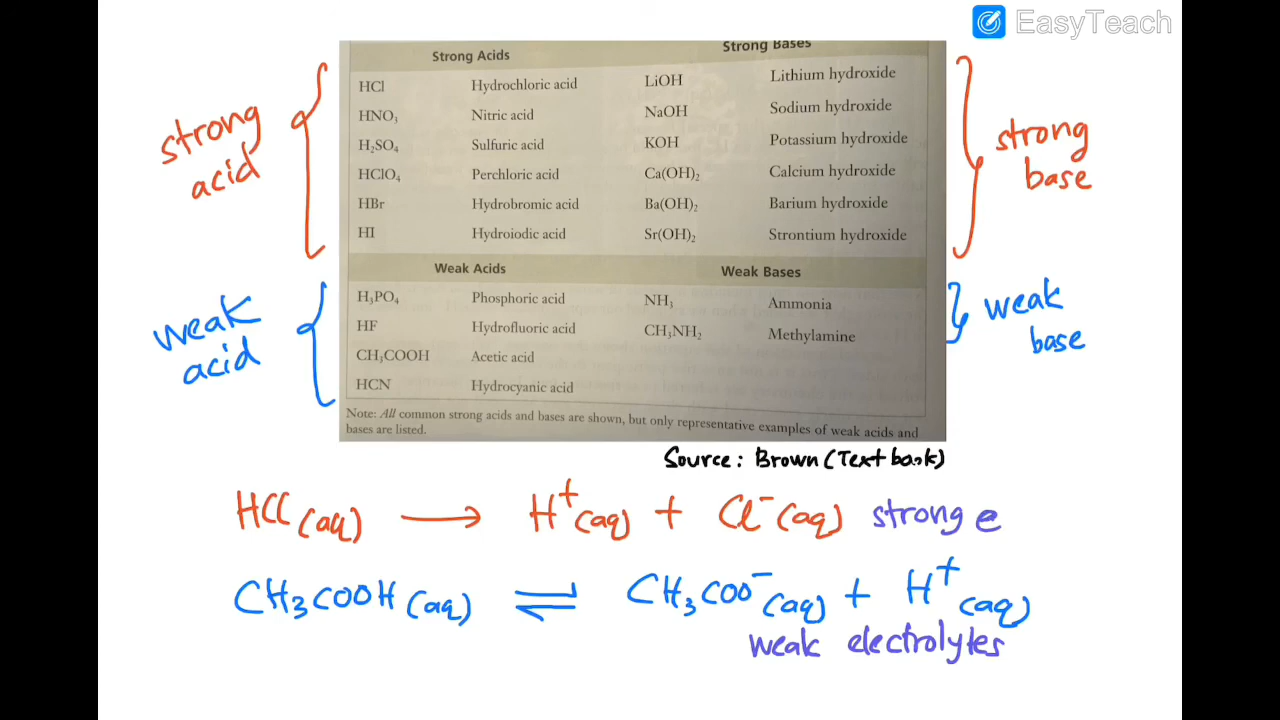 EasyTeach
Strong Acids Strong Bases
HCl Hydrochloric acid LiOH Lithium hydroxide
HNO₃ Nitric acid NaOH Sodium hydroxide
H₂SO₄ Sulfuric acid KOH Potassium hydroxide
HClO₄ Perchloric acid Ca(OH)₂ Calcium hydroxide
HBr Hydrobromic acid Ba(OH)₂ Barium hydroxide
HI Hydroiodic acid Sr(OH)₂ Strontium hydroxide
Weak Acids Weak Bases
H₃PO₄ Phosphoric acid NH₃ Ammonia
HF Hydrofluoric acid CH₃NH₂ Methylamine
CH₃COOH Acetic acid
HCN Hydrocyanic acid
Note: All common strong acids and bases are shown, but only representative examples of weak acids and
bases are listed.
strong
acid
strong
base
weak
acid
weak
base
Source: Brown (Text book)
HCl(aq) ⟶ H⁺(aq) + Cl⁻(aq) strong e
CH₃COOH(aq) ⇌ CH₃COO⁻(aq) + H⁺(aq)
weak electrolytes